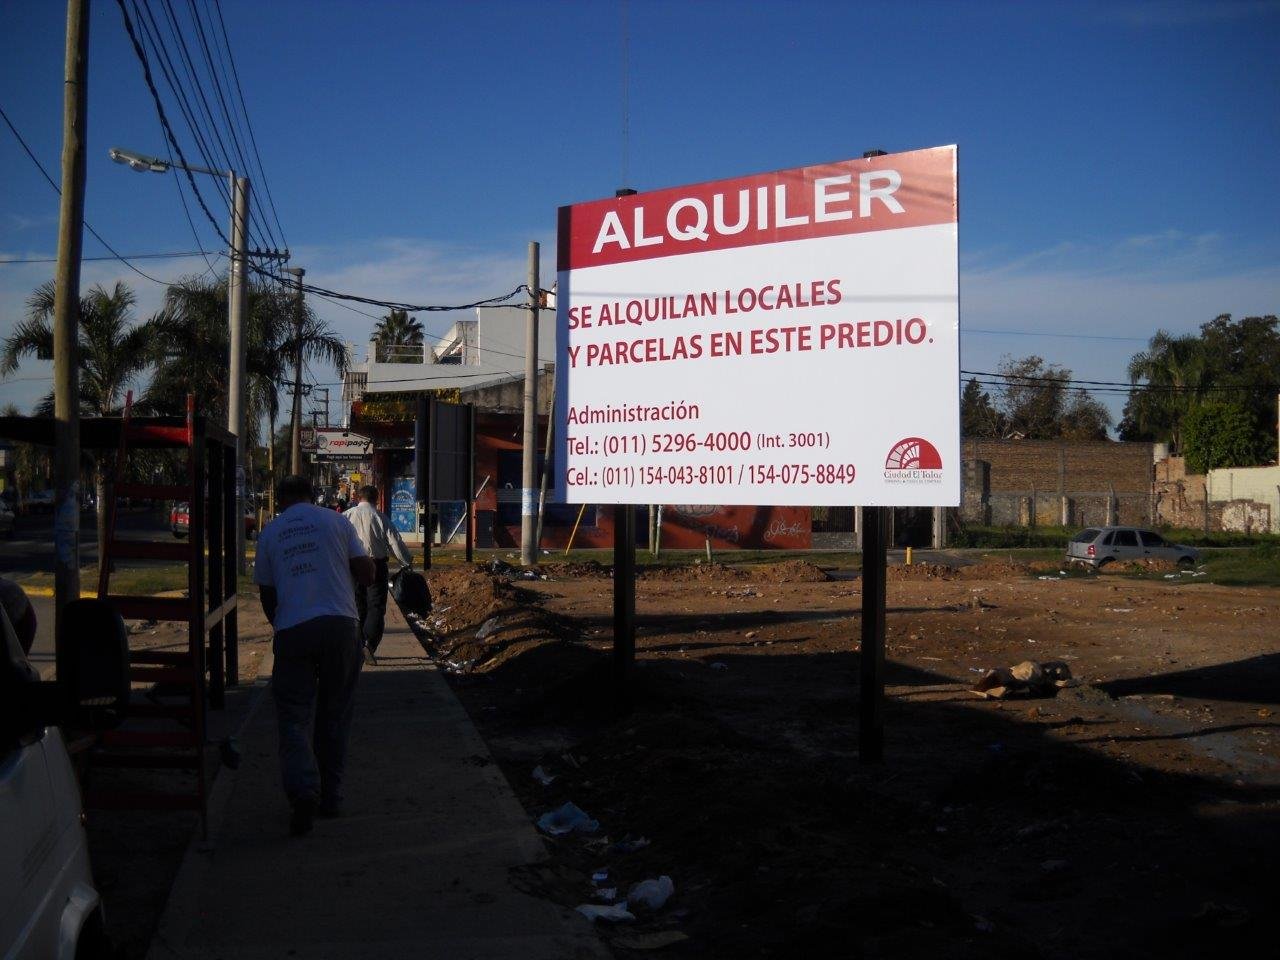 ALQUILER
SE ALQUILAN LOCALES
Y PARCELAS EN ESTE PREDIO.
Administración
Tel.: (011) 5296-4000 (Int. 3001)
Cel.: (011) 154-043-8101 / 154-075-8849
Ciudad El Talar
rapipago